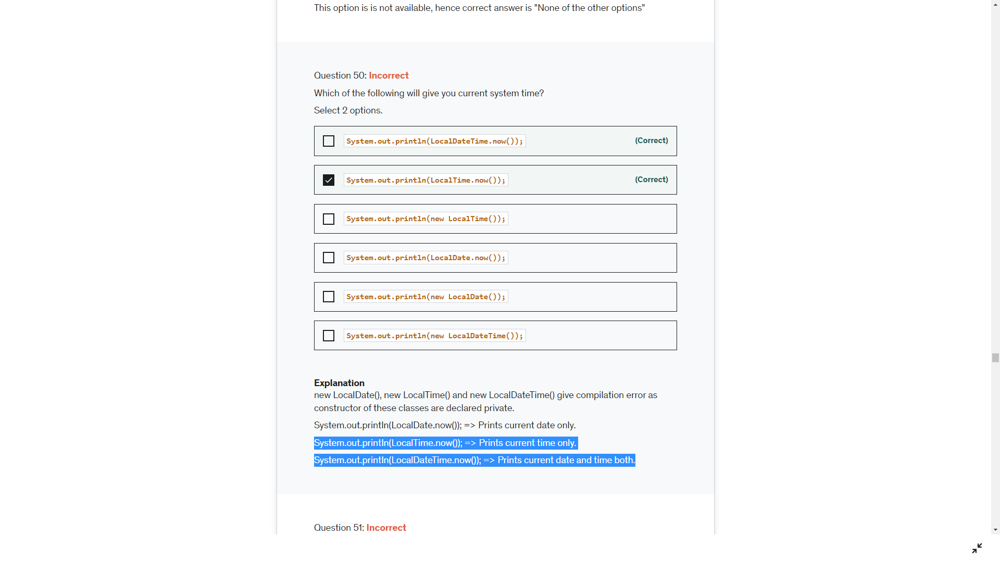 This option is is not available, hence correct answer is "None of the other options"
Question 50: Incorrect
Which of the following will give you current system time?
Select 2 options.
System.out.println(LocalDateTime.now());
(Correct)
System.out.println(LocalTime.now());
(Correct)
System.out.println(new LocalTime());
System.out.println(LocalDate.now());
System.out.println(new LocalDate());
System.out.println(new LocalDateTime());
Explanation
new LocalDate(), new LocalTime() and new LocalDateTime() give compilation error as
constructor of these classes are declared private.
System.out.println(LocalDate.now()); => Prints current date only.
System.out.println(LocalTime.now()); => Prints current time only.
System.out.println(LocalDateTime.now()); => Prints current date and time both.
Question 51: Incorrect